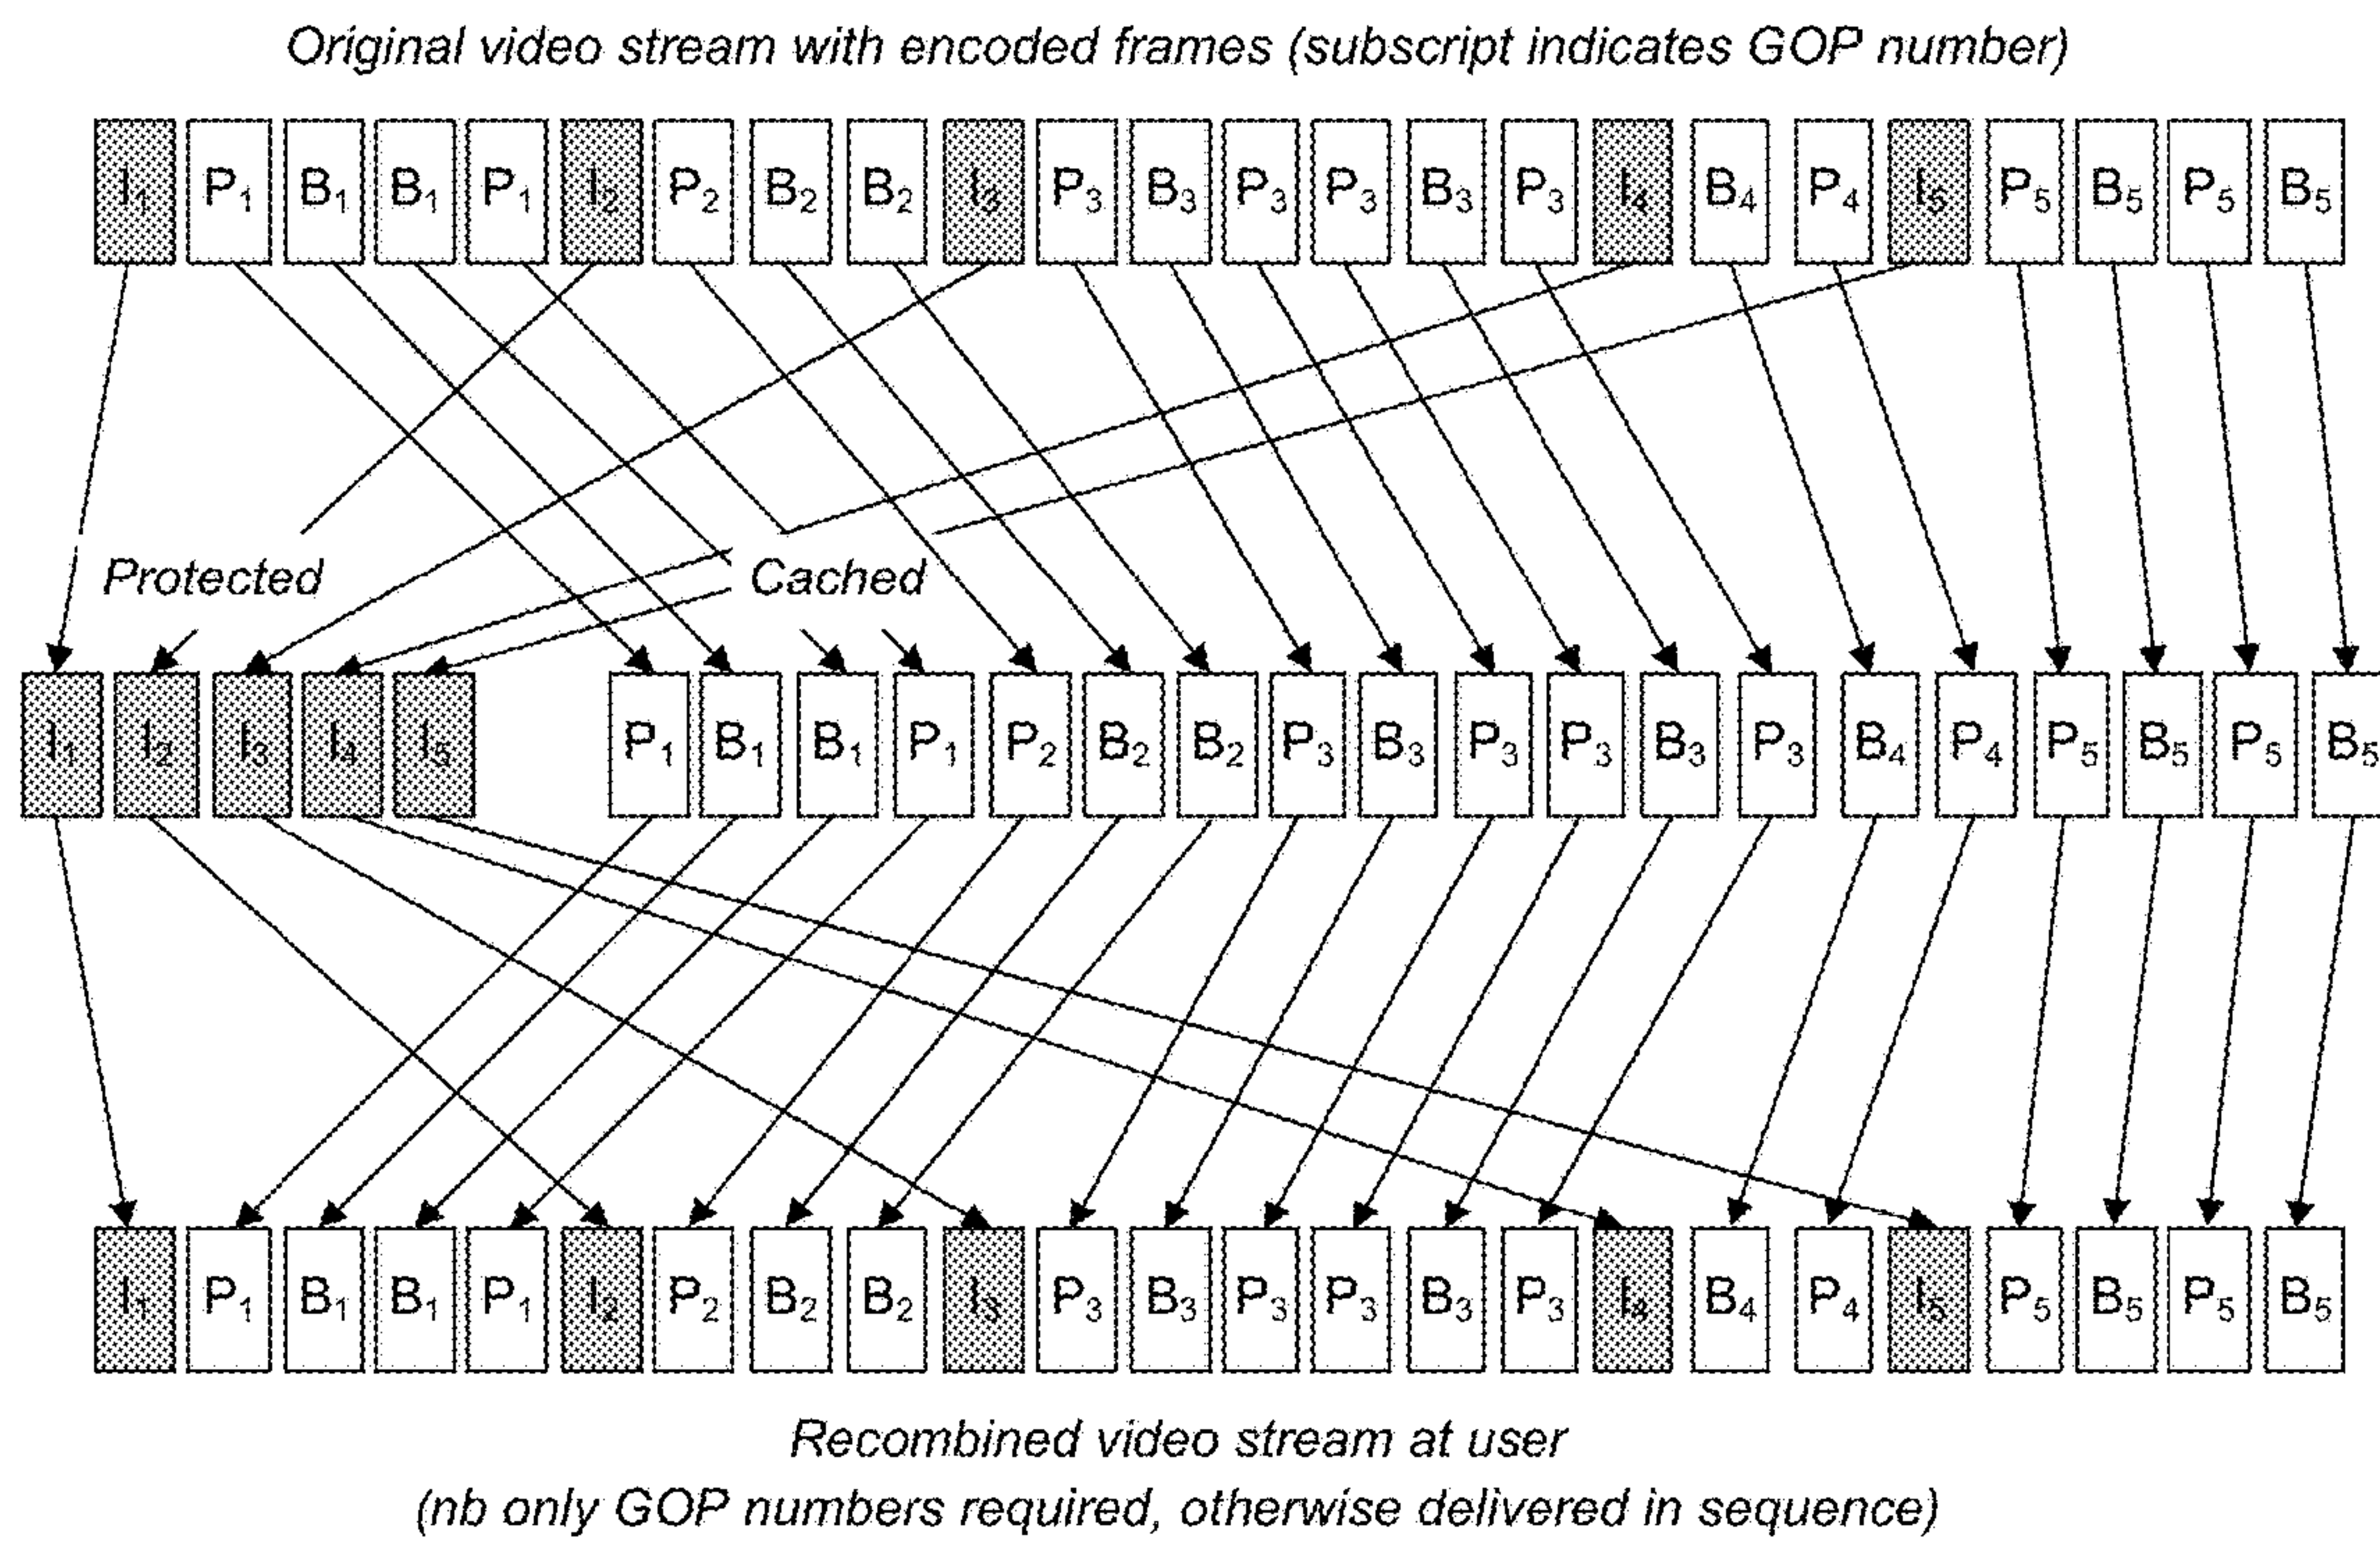 Original video stream with encoded frames (subscript indicates GOP number)
I₁ P₁ B₁ B₁ P₁ I₂ P₂ B₂ B₂ I₃ P₃ B₃ P₃ P₃ B₃ P₃ I₄ B₄ P₄ I₅ P₅ B₅ P₅ B₅
Protected Cached
I₁ I₂ I₃ I₄ I₅ P₁ B₁ B₁ P₁ P₂ B₂ B₂ P₃ B₃ P₃ P₃ B₃ P₃ B₄ P₄ P₅ B₅ P₅ B₅
I₁ P₁ B₁ B₁ P₁ I₂ P₂ B₂ B₂ I₃ P₃ B₃ P₃ P₃ B₃ P₃ I₄ B₄ P₄ I₅ P₅ B₅ P₅ B₅
Recombined video stream at user
(nb only GOP numbers required, otherwise delivered in sequence)